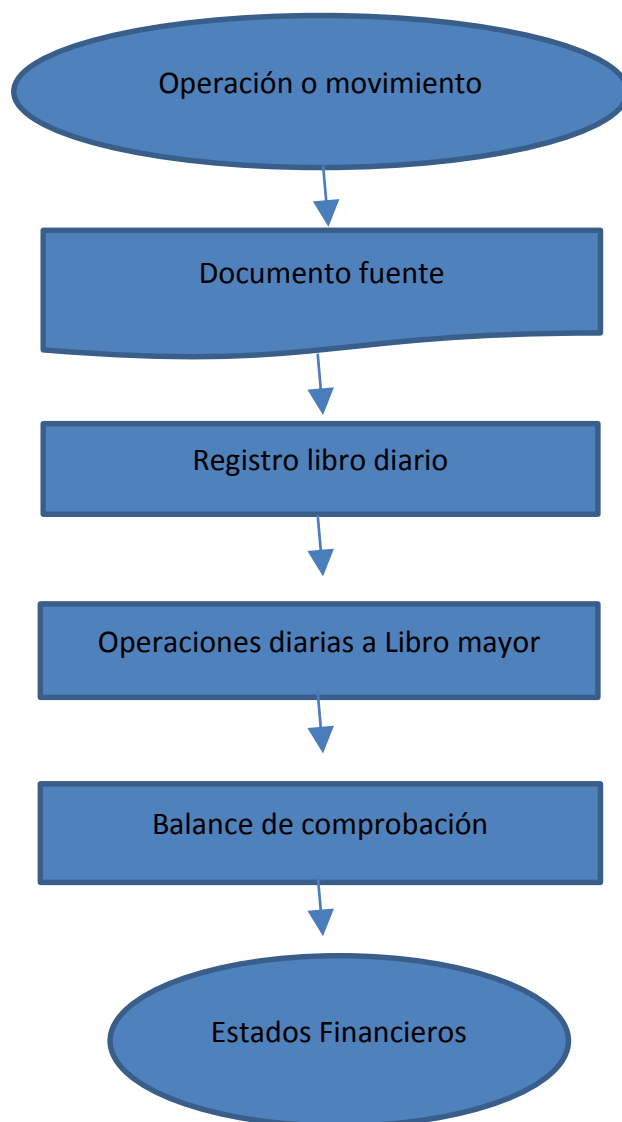 Operación o movimiento
Documento fuente
Registro libro diario
Operaciones diarias a Libro mayor
Balance de comprobación
Estados Financieros